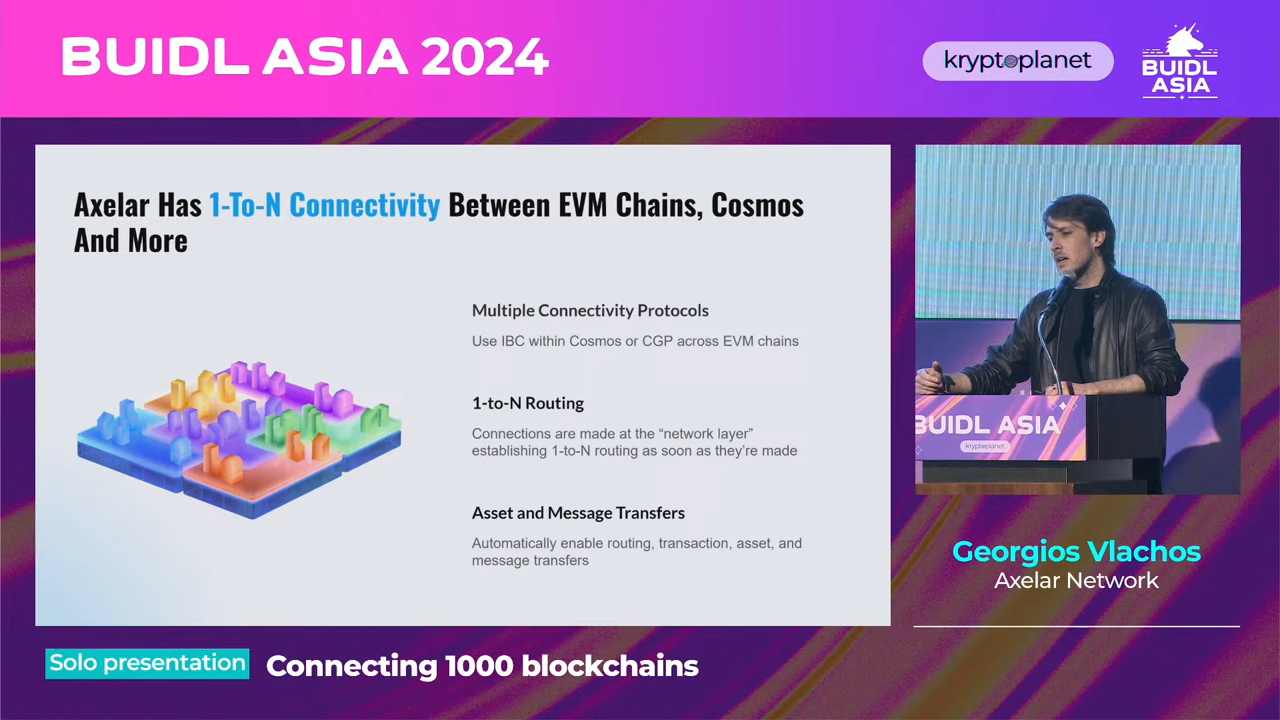 BUIDL ASIA 2024
kryptoplanet
BUIDL
ASIA
Axelar Has 1-To-N Connectivity Between EVM Chains, Cosmos
And More
Multiple Connectivity Protocols
Use IBC within Cosmos or CGP across EVM chains
1-to-N Routing
Connections are made at the “network layer”
establishing 1-to-N routing as soon as they’re made
Asset and Message Transfers
Automatically enable routing, transaction, asset, and
message transfers
BUIDL ASIA
kryptoplanet
Georgios Vlachos
Axelar Network
Solo presentation
Connecting 1000 blockchains